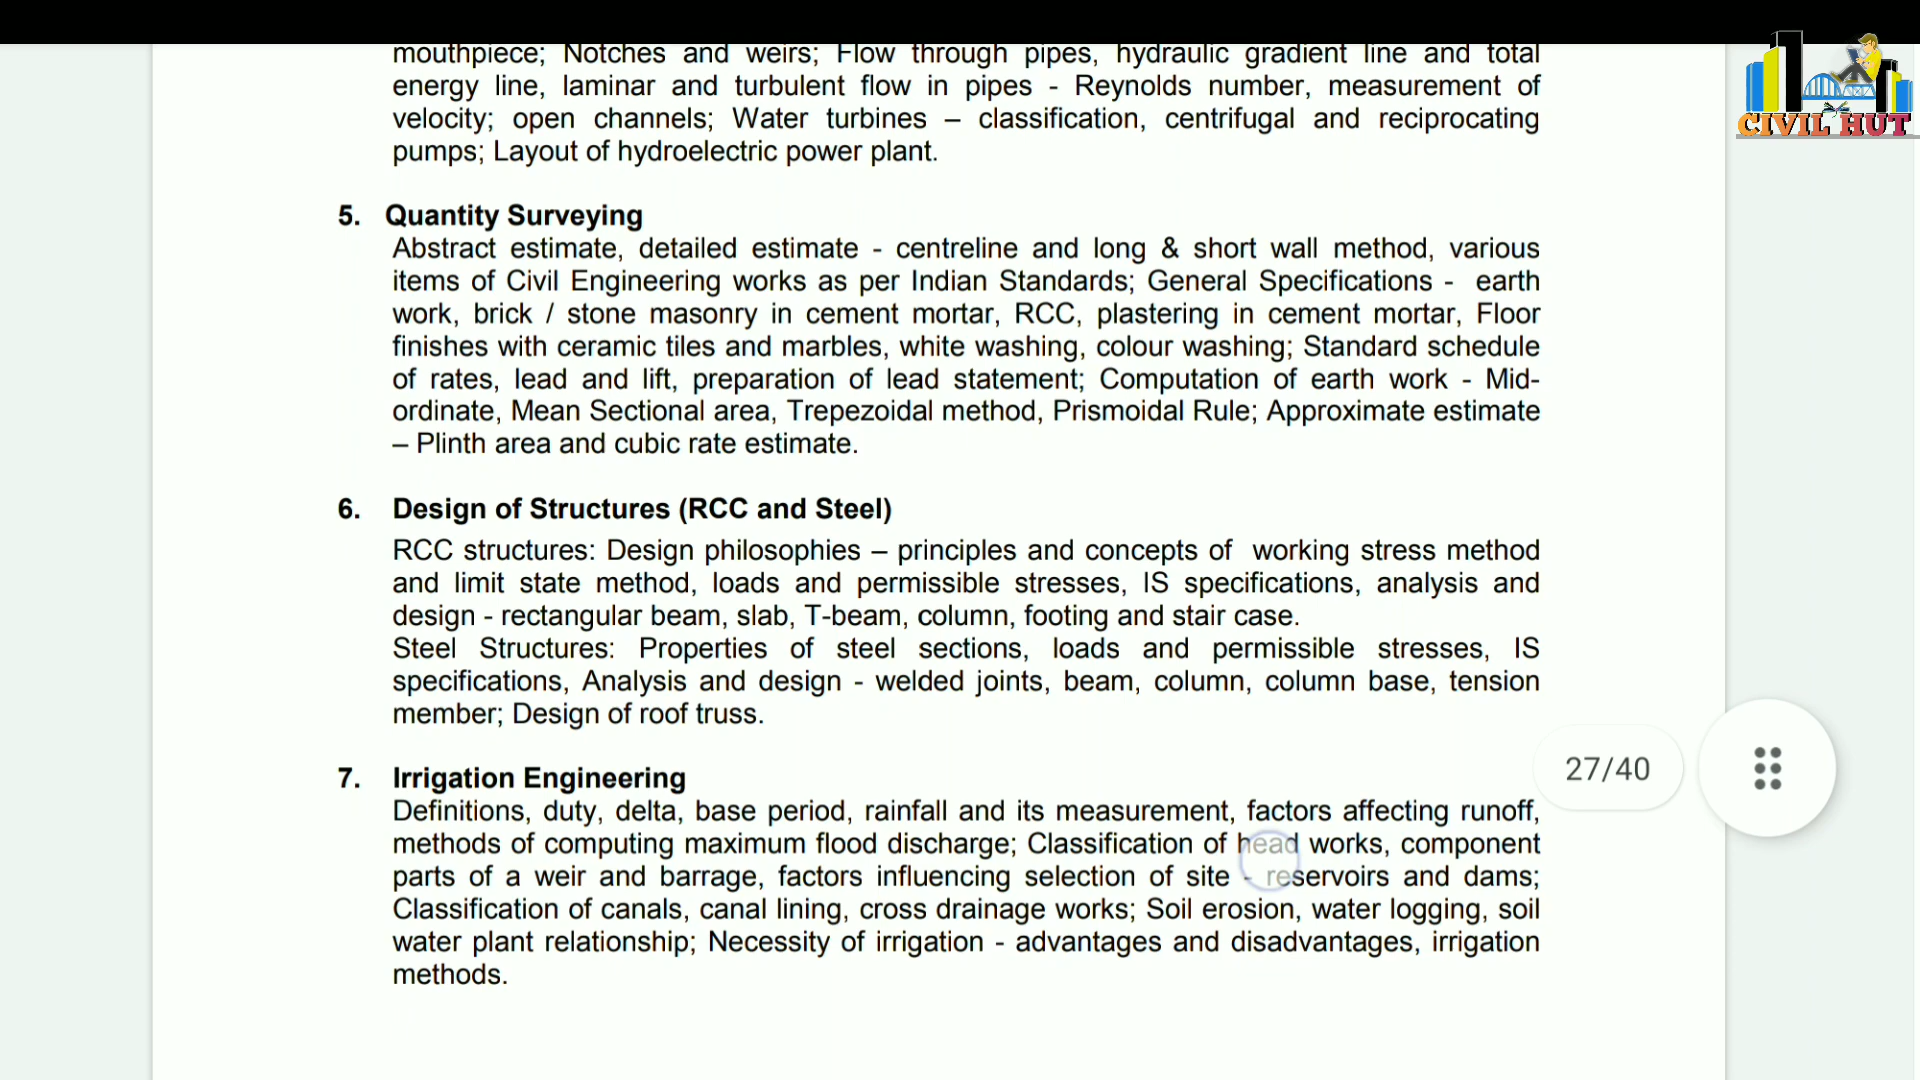 mouthpiece; Notches and weirs; Flow through pipes, hydraulic gradient line and total
energy line, laminar and turbulent flow in pipes - Reynolds number, measurement of
velocity; open channels; Water turbines – classification, centrifugal and reciprocating
pumps; Layout of hydroelectric power plant.
CIVIL HUT
5. Quantity Surveying
Abstract estimate, detailed estimate - centreline and long & short wall method, various
items of Civil Engineering works as per Indian Standards; General Specifications - earth
work, brick / stone masonry in cement mortar, RCC, plastering in cement mortar, Floor
finishes with ceramic tiles and marbles, white washing, colour washing; Standard schedule
of rates, lead and lift, preparation of lead statement; Computation of earth work - Mid-
ordinate, Mean Sectional area, Trepezoidal method, Prismoidal Rule; Approximate estimate
– Plinth area and cubic rate estimate.
6. Design of Structures (RCC and Steel)
RCC structures: Design philosophies – principles and concepts of working stress method
and limit state method, loads and permissible stresses, IS specifications, analysis and
design - rectangular beam, slab, T-beam, column, footing and stair case.
Steel Structures: Properties of steel sections, loads and permissible stresses, IS
specifications, Analysis and design - welded joints, beam, column, column base, tension
member; Design of roof truss.
27/40
7. Irrigation Engineering
Definitions, duty, delta, base period, rainfall and its measurement, factors affecting runoff,
methods of computing maximum flood discharge; Classification of head works, component
parts of a weir and barrage, factors influencing selection of site - reservoirs and dams;
Classification of canals, canal lining, cross drainage works; Soil erosion, water logging, soil
water plant relationship; Necessity of irrigation - advantages and disadvantages, irrigation
methods.